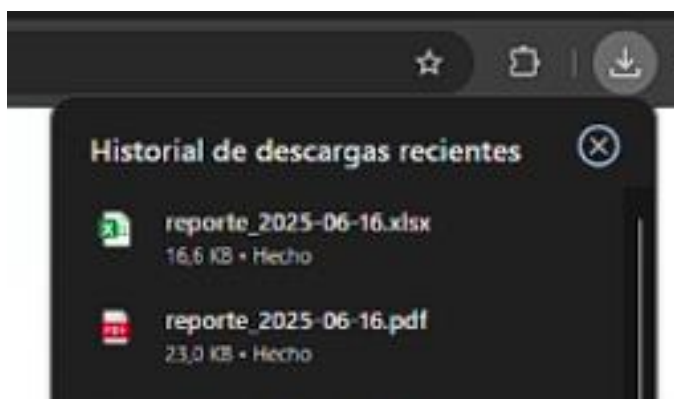 Historial de descargas recientes
reporte_2025-06-16.xlsx
16,6 KB • Hecho
reporte_2025-06-16.pdf
23,0 KB • Hecho